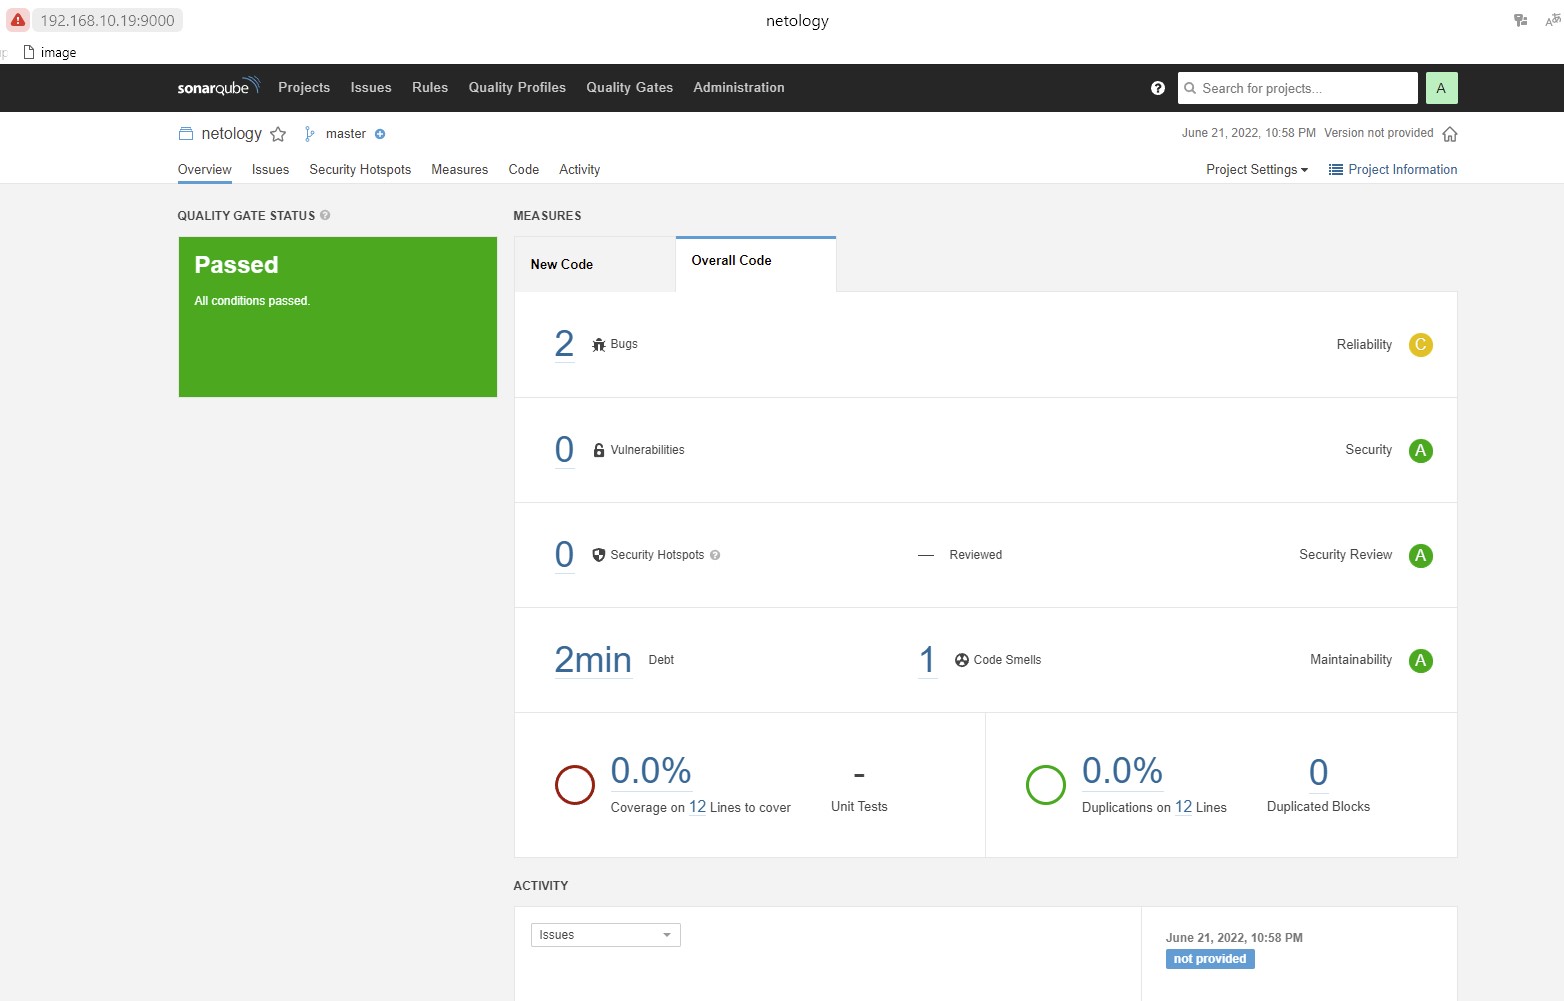 192.168.10.19:9000
netology
image
sonarqube Projects Issues Rules Quality Profiles Quality Gates Administration
Search for projects... A
netology master
June 21, 2022, 10:58 PM Version not provided
Overview Issues Security Hotspots Measures Code Activity
Project Settings Project Information
QUALITY GATE STATUS
Passed
All conditions passed.
MEASURES
New Code
Overall Code
2 Bugs Reliability C
0 Vulnerabilities Security A
0 Security Hotspots — Reviewed Security Review A
2min Debt 1 Code Smells Maintainability A
0.0%
Coverage on 12 Lines to cover
-
Unit Tests
0.0%
Duplications on 12 Lines
0
Duplicated Blocks
ACTIVITY
Issues
June 21, 2022, 10:58 PM
not provided